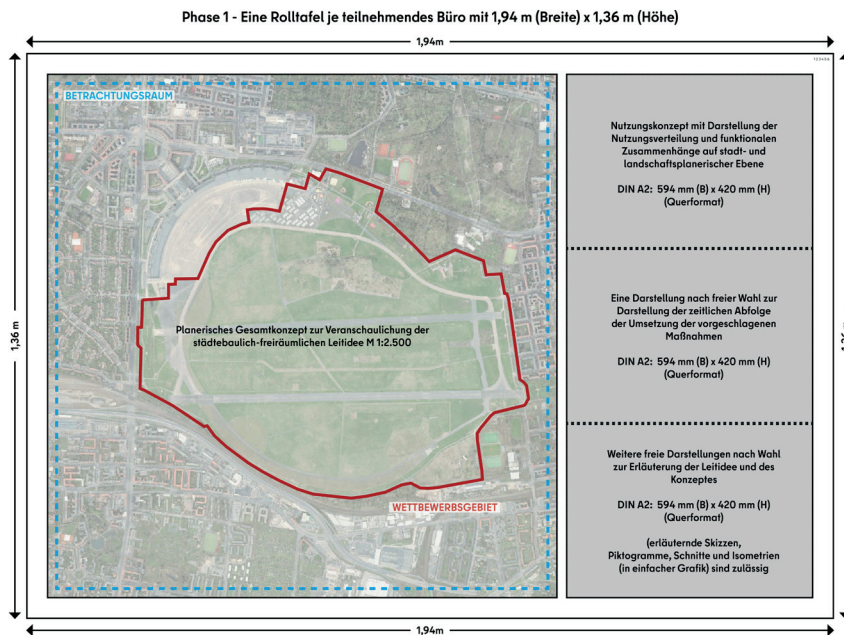 Phase 1 - Eine Rolltafel je teilnehmendes Büro mit 1,94 m (Breite) x 1,36 m (Höhe)
1,94m
123456
1,36 m
1,36 m
BETRACHTUNGSRAUM
Planerisches Gesamtkonzept zur Veranschaulichung der
städtebaulich-freiräumlichen Leitidee M 1:2.500
WETTBEWERBSGEBIET
Nutzungskonzept mit Darstellung der
Nutzungsverteilung und funktionalen
Zusammenhänge auf stadt- und
landschaftsplanerischer Ebene
DIN A2: 594 mm (B) x 420 mm (H)
(Querformat)
Eine Darstellung nach freier Wahl zur
Darstellung der zeitlichen Abfolge
der Umsetzung der vorgeschlagenen
Maßnahmen
DIN A2: 594 mm (B) x 420 mm (H)
(Querformat)
Weitere freie Darstellungen nach Wahl
zur Erläuterung der Leitidee und des
Konzeptes
DIN A2: 594 mm (B) x 420 mm (H)
(Querformat)
(erläuternde Skizzen,
Piktogramme, Schnitte und Isometrien
(in einfacher Grafik) sind zulässig
1,94m